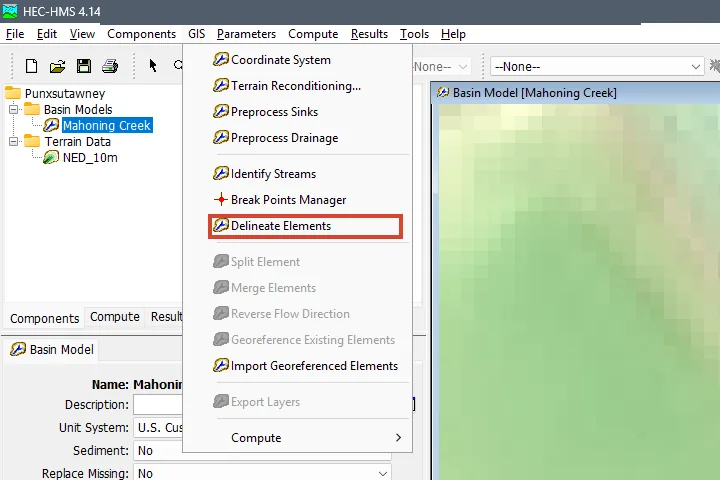 HEC-HMS 4.14
File Edit View Components GIS Parameters Compute Results Tools Help
None-- --None--
Punxsutawney
Basin Models
Mahoning Creek
Terrain Data
NED_10m
Coordinate System
Terrain Reconditioning...
Preprocess Sinks
Preprocess Drainage
Identify Streams
Break Points Manager
Delineate Elements
Split Element
Merge Elements
Reverse Flow Direction
Georeference Existing Elements
Import Georeferenced Elements
Export Layers
Compute
Basin Model [Mahoning Creek]
Components Compute Result
Basin Model
Name: Mahonin
Description:
Unit System: U.S. Cus
Sediment: No
Replace Missing: No